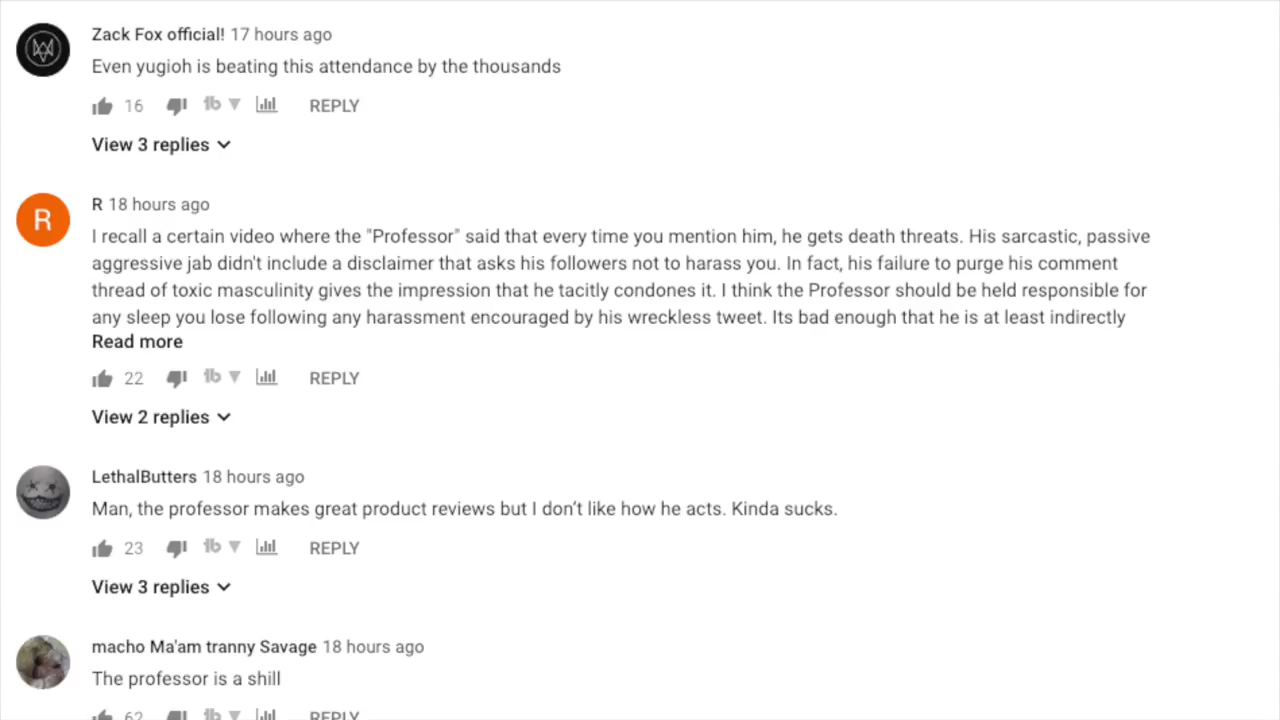 Zack Fox official! 17 hours ago
Even yugioh is beating this attendance by the thousands
16 REPLY
View 3 replies
R
R 18 hours ago
I recall a certain video where the "Professor" said that every time you mention him, he gets death threats. His sarcastic, passive
aggressive jab didn't include a disclaimer that asks his followers not to harass you. In fact, his failure to purge his comment
thread of toxic masculinity gives the impression that he tacitly condones it. I think the Professor should be held responsible for
any sleep you lose following any harassment encouraged by his wreckless tweet. Its bad enough that he is at least indirectly
Read more
22 REPLY
View 2 replies
LethalButters 18 hours ago
Man, the professor makes great product reviews but I don’t like how he acts. Kinda sucks.
23 REPLY
View 3 replies
macho Ma'am tranny Savage 18 hours ago
The professor is a shill
62 REPLY